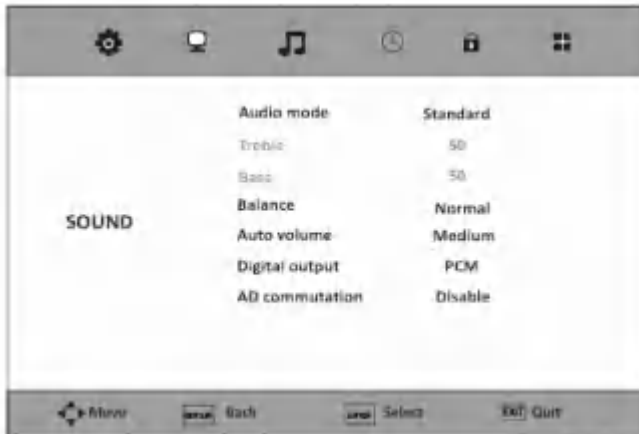 Audio mode Standard
Treble 50
Bass 50
Balance Normal
SOUND
Auto volume Medium
Digital output PCM
AD commutation Disable
Move Back Select EXIT Quit